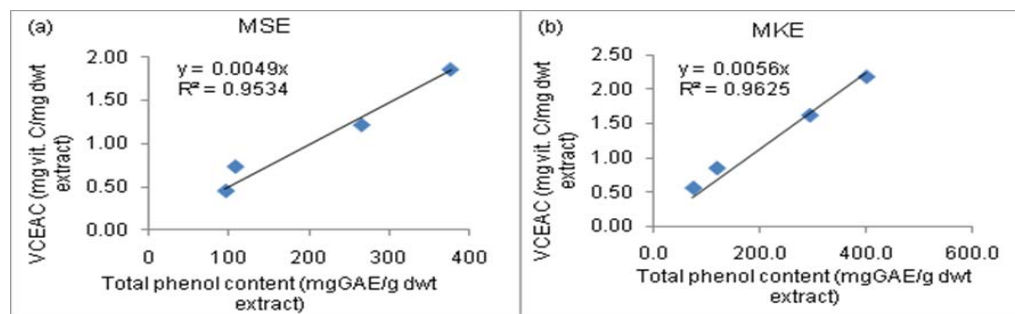 (a)
MSE
y = 0.0049x
R² = 0.9534
2.00
1.50
1.00
0.50
0.00
0
100
200
300
400
VCEAC (mg vit. C/mg dwt
extract)
Total phenol content (mgGAE/g dwt
extract)
(b)
MKE
y = 0.0056x
R² = 0.9625
2.50
2.00
1.50
1.00
0.50
0.00
0.0
200.0
400.0
600.0
VCEAC (mg vit. C/mg dwt
extract)
Total phenol content (mgGAE/g dwt
extract)